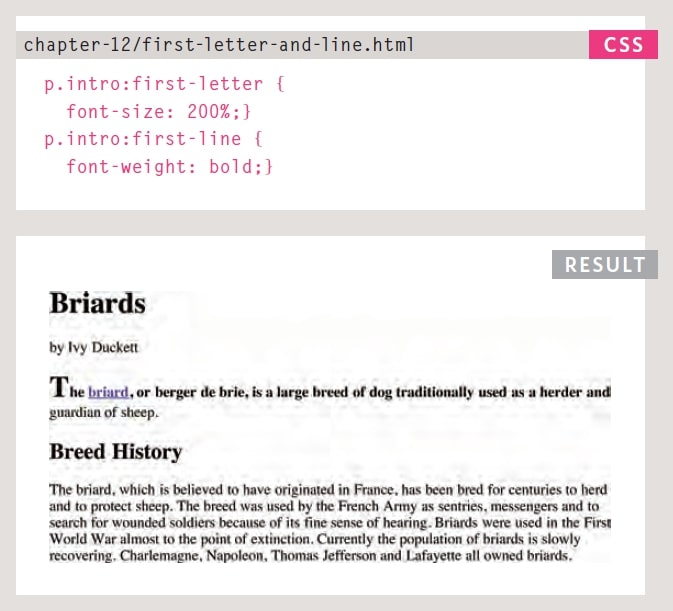 chapter-12/first-letter-and-line.html
CSS
p.intro:first-letter {
font-size: 200%;}
p.intro:first-line {
font-weight: bold;}
RESULT
Briards
by Ivy Duckett
The briard, or berger de brie, is a large breed of dog traditionally used as a herder and
guardian of sheep.
Breed History
The briard, which is believed to have originated in France, has been bred for centuries to herd
and to protect sheep. The breed was used by the French Army as sentries, messengers and to
search for wounded soldiers because of its fine sense of hearing. Briards were used in the First
World War almost to the point of extinction. Currently the population of briards is slowly
recovering. Charlemagne, Napoleon, Thomas Jefferson and Lafayette all owned briards.